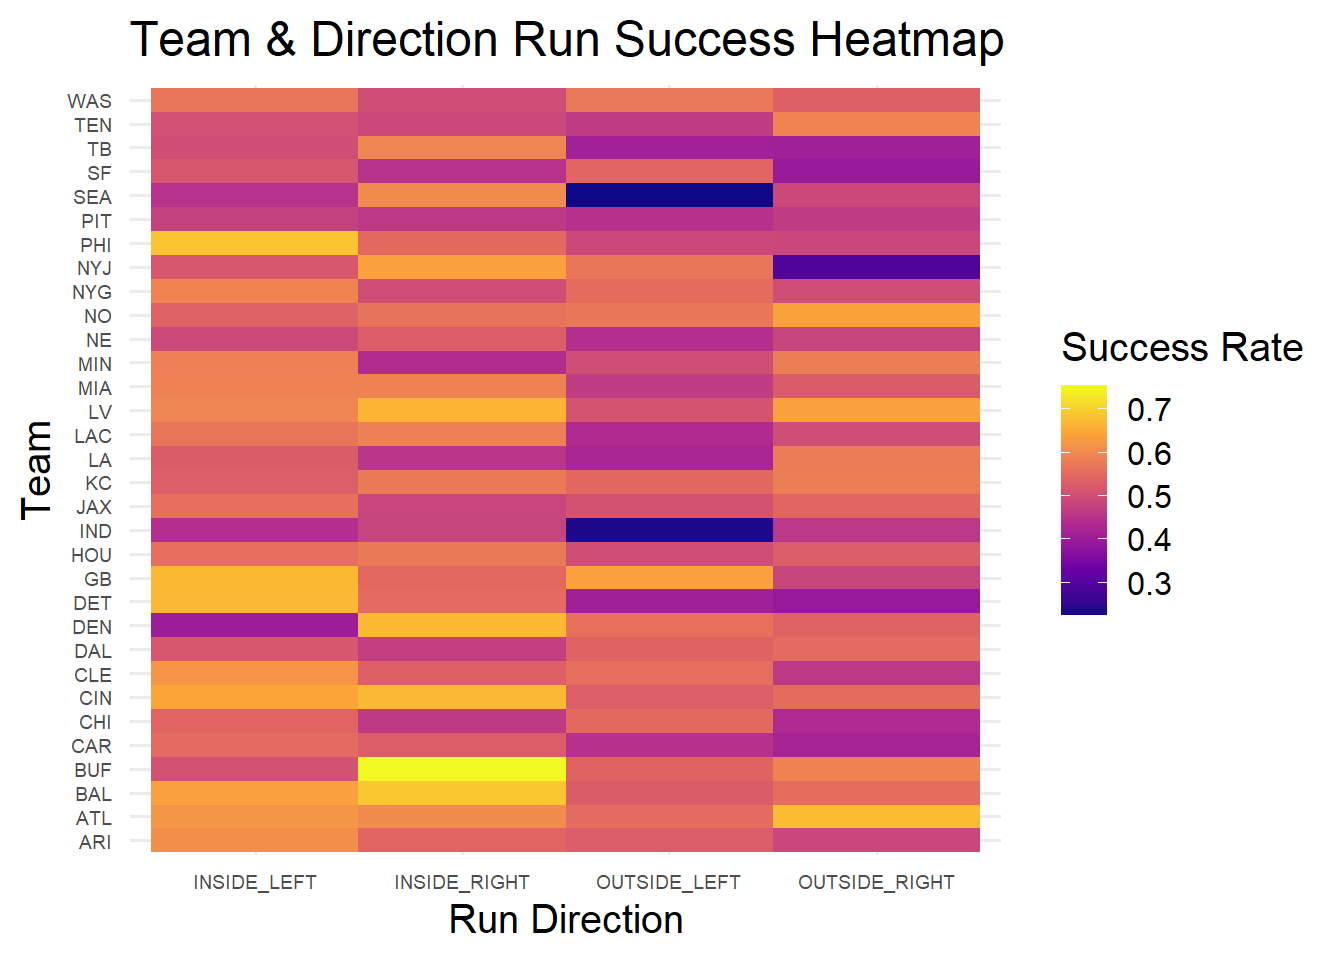 Team & Direction Run Success Heatmap
WAS
TEN
TB
SF
SEA
PIT
PHI
NYJ
NYG
NO
NE
MIN
MIA
LV
LAC
LA
KC
JAX
IND
HOU
GB
DET
DEN
DAL
CLE
CIN
CHI
CAR
BUF
BAL
ATL
ARI
Team
INSIDE_LEFT INSIDE_RIGHT OUTSIDE_LEFT OUTSIDE_RIGHT
Run Direction
Success Rate
0.7
0.6
0.5
0.4
0.3